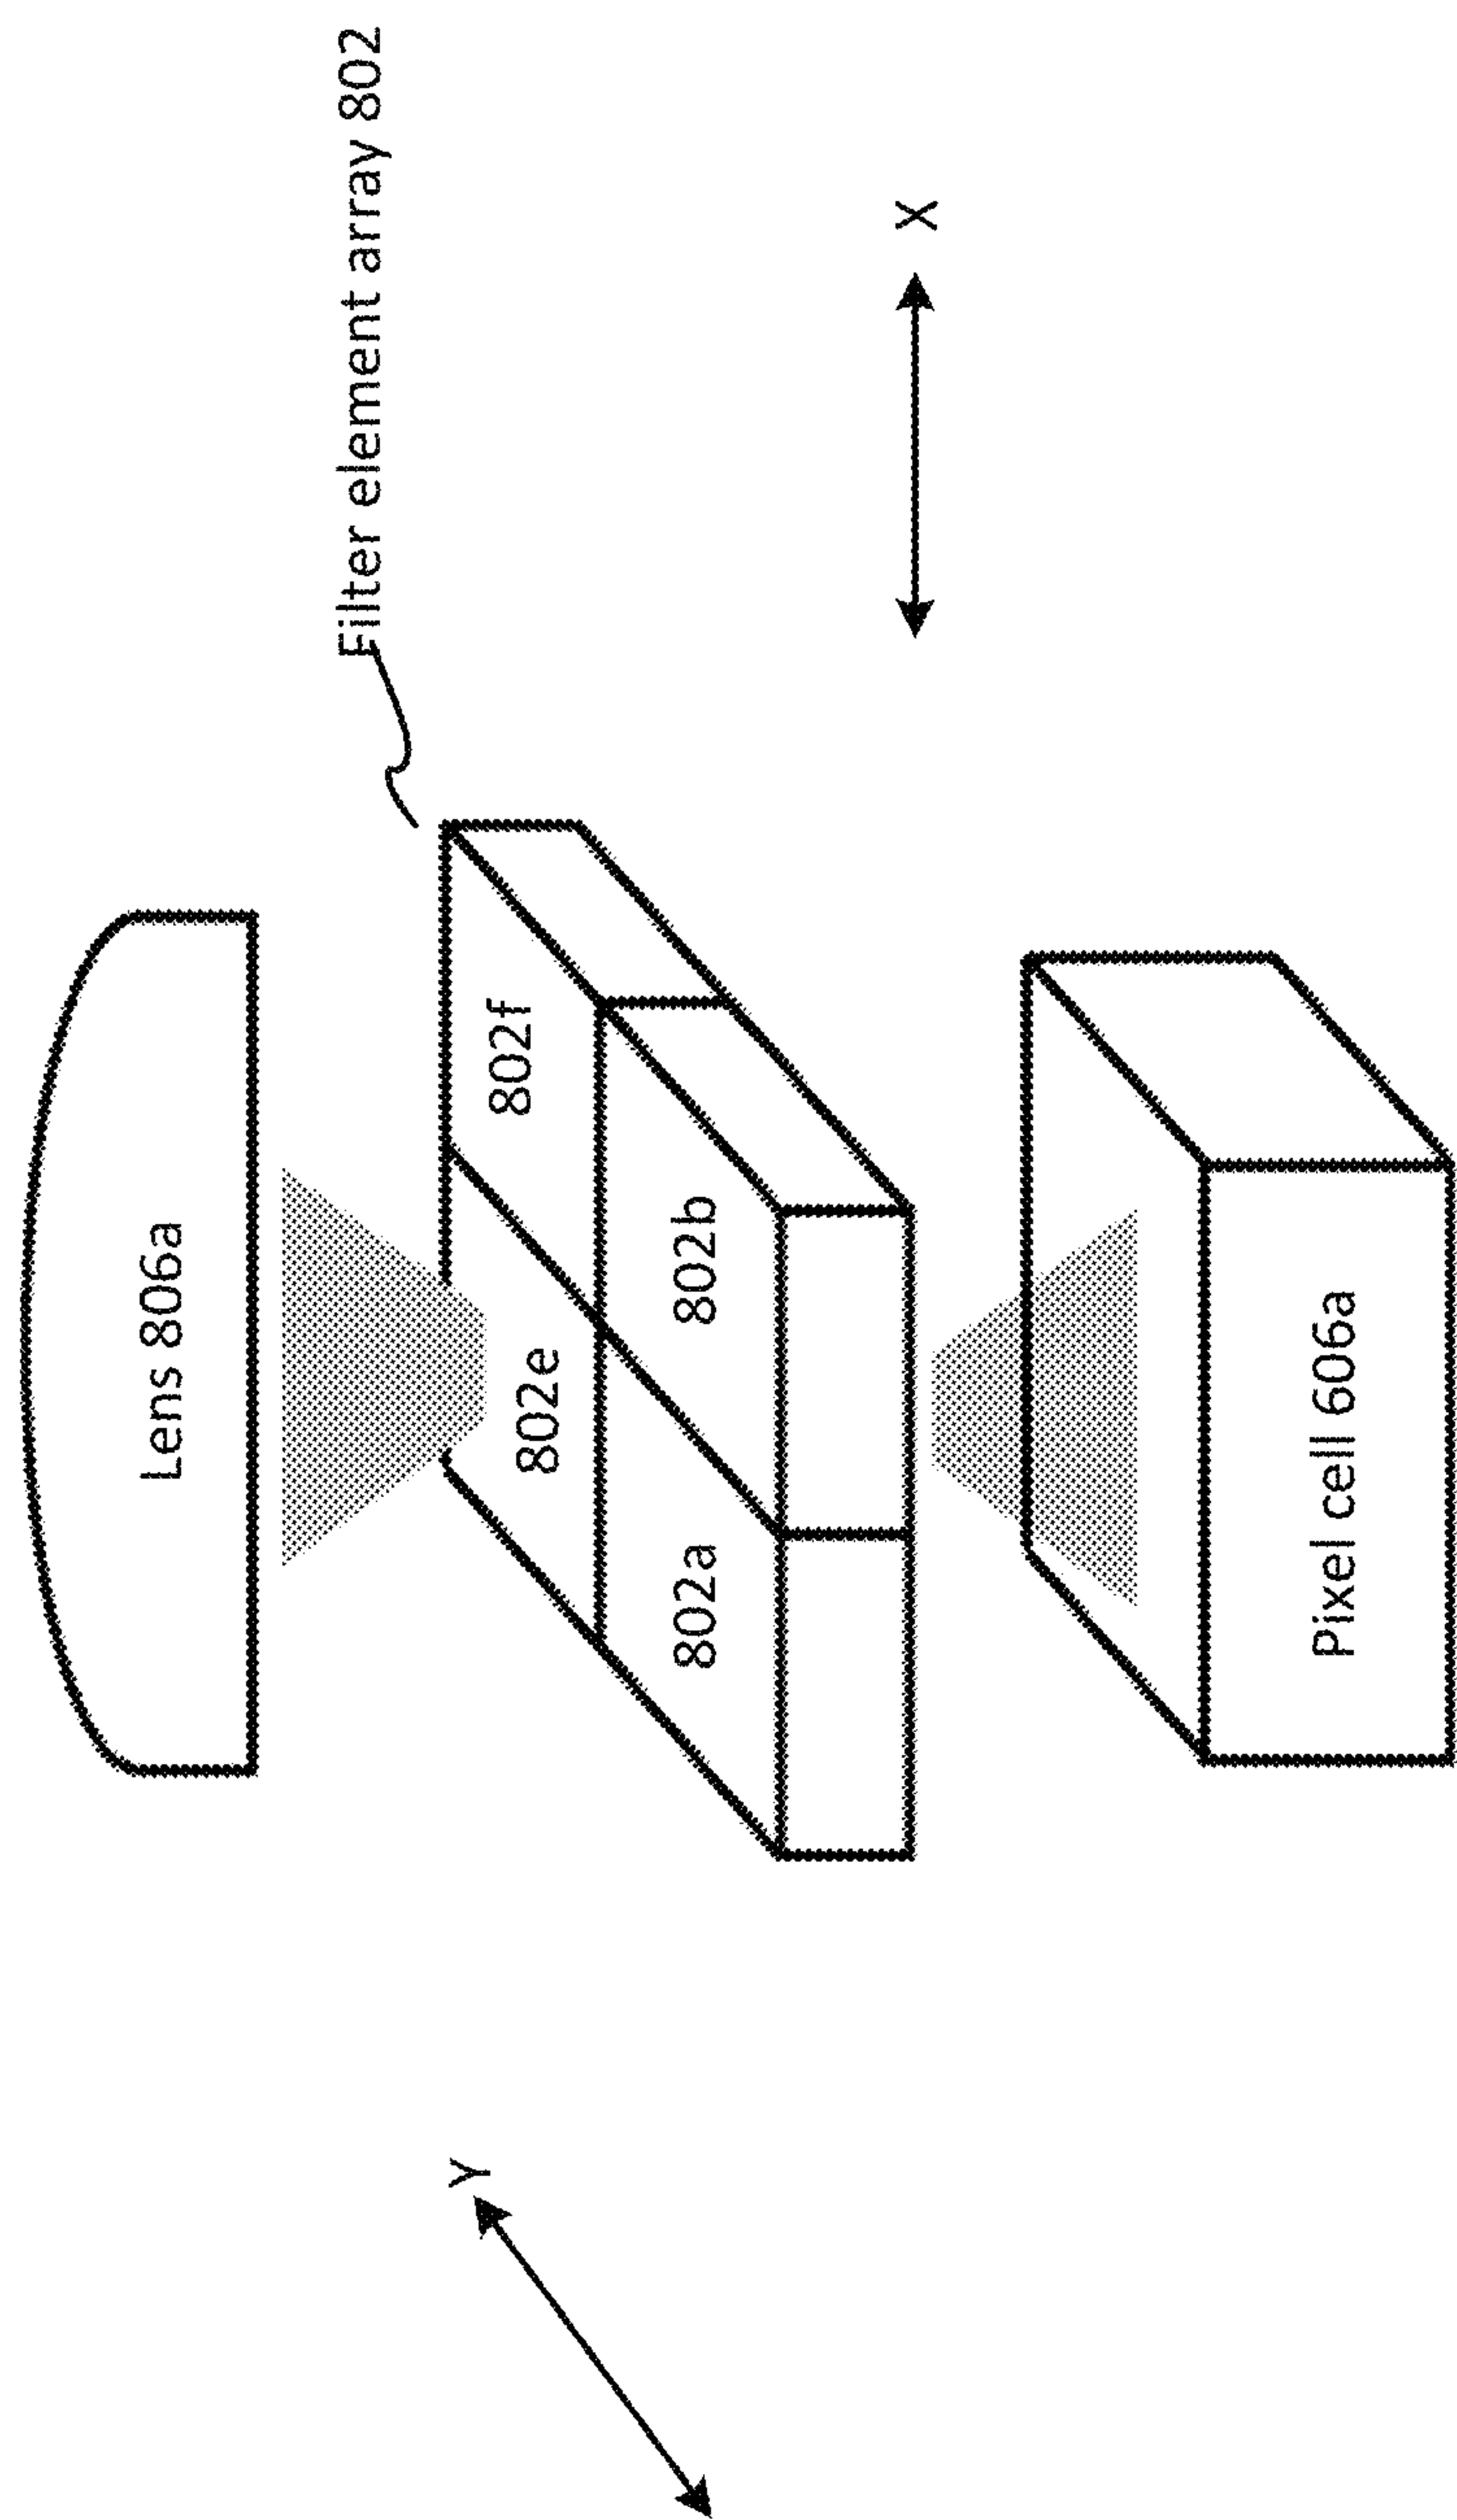 Lens 806a
Filter element array 802
802f
802e
802b
802a
X
Y
Pixel cell 606a